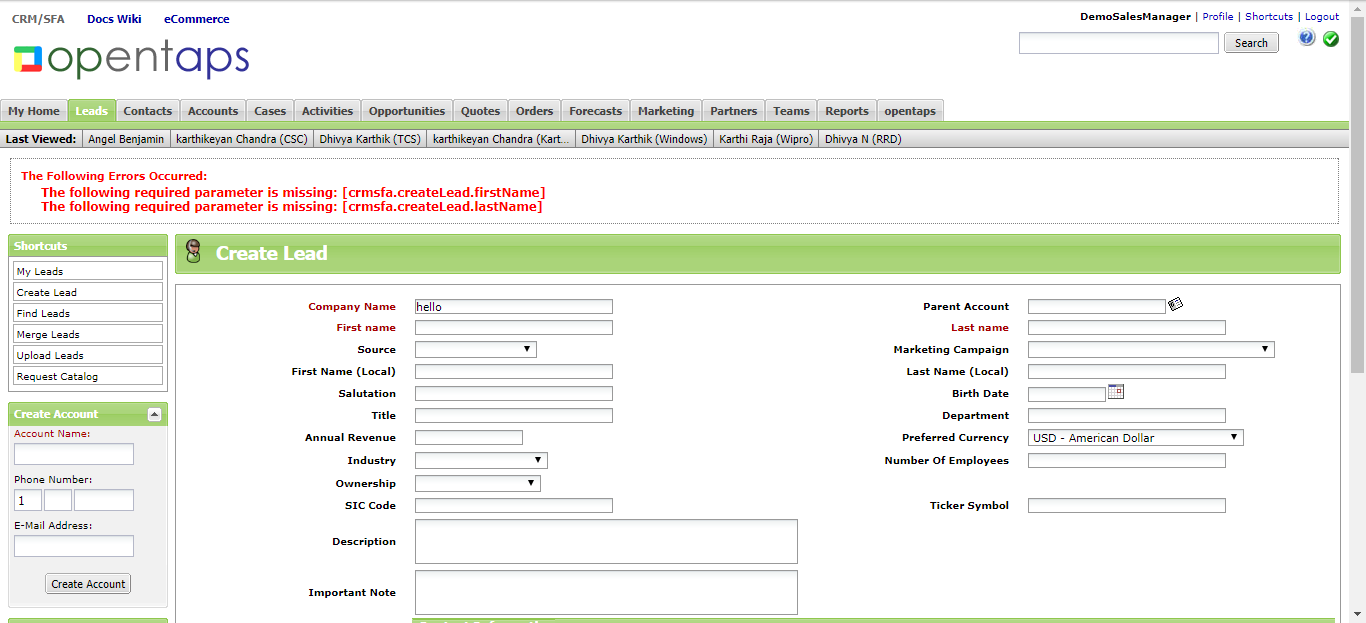 CRM/SFA Docs Wiki eCommerce
DemoSalesManager | Profile | Shortcuts | Logout
opentaps
Search
My Home Leads Contacts Accounts Cases Activities Opportunities Quotes Orders Forecasts Marketing Partners Teams Reports opentaps
Last Viewed: Angel Benjamin karthikeyan Chandra (CSC) Dhivya Karthik (TCS) karthikeyan Chandra (Kart... Dhivya Karthik (Windows) Karthi Raja (Wipro) Dhivya N (RRD)
The Following Errors Occurred:
The following required parameter is missing: [crmsfa.createLead.firstName]
The following required parameter is missing: [crmsfa.createLead.lastName]
Shortcuts
My Leads
Create Lead
Find Leads
Merge Leads
Upload Leads
Request Catalog
Create Account
Account Name:
Phone Number:
1
E-Mail Address:
Create Account
Create Lead
Company Name hello Parent Account
First name Last name
Source Marketing Campaign
First Name (Local) Last Name (Local)
Salutation Birth Date
Title Department
Annual Revenue Preferred Currency USD - American Dollar
Industry Number Of Employees
Ownership
SIC Code Ticker Symbol
Description
Important Note